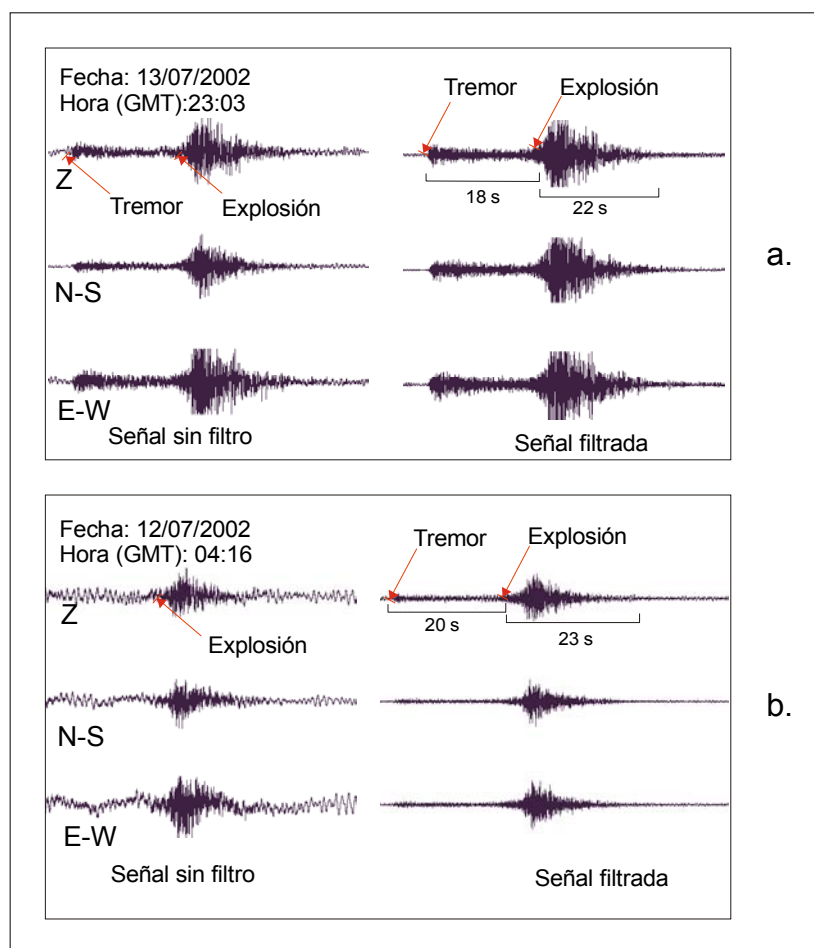 Fecha: 13/07/2002
Hora (GMT):23:03
Tremor
Explosión
Z
Tremor
Explosión
18 s
22 s
a.
N-S
E-W
Señal sin filtro
Señal filtrada
Fecha: 12/07/2002
Hora (GMT): 04:16
Tremor
Explosión
Z
Explosión
20 s
23 s
N-S
b.
E-W
Señal sin filtro
Señal filtrada